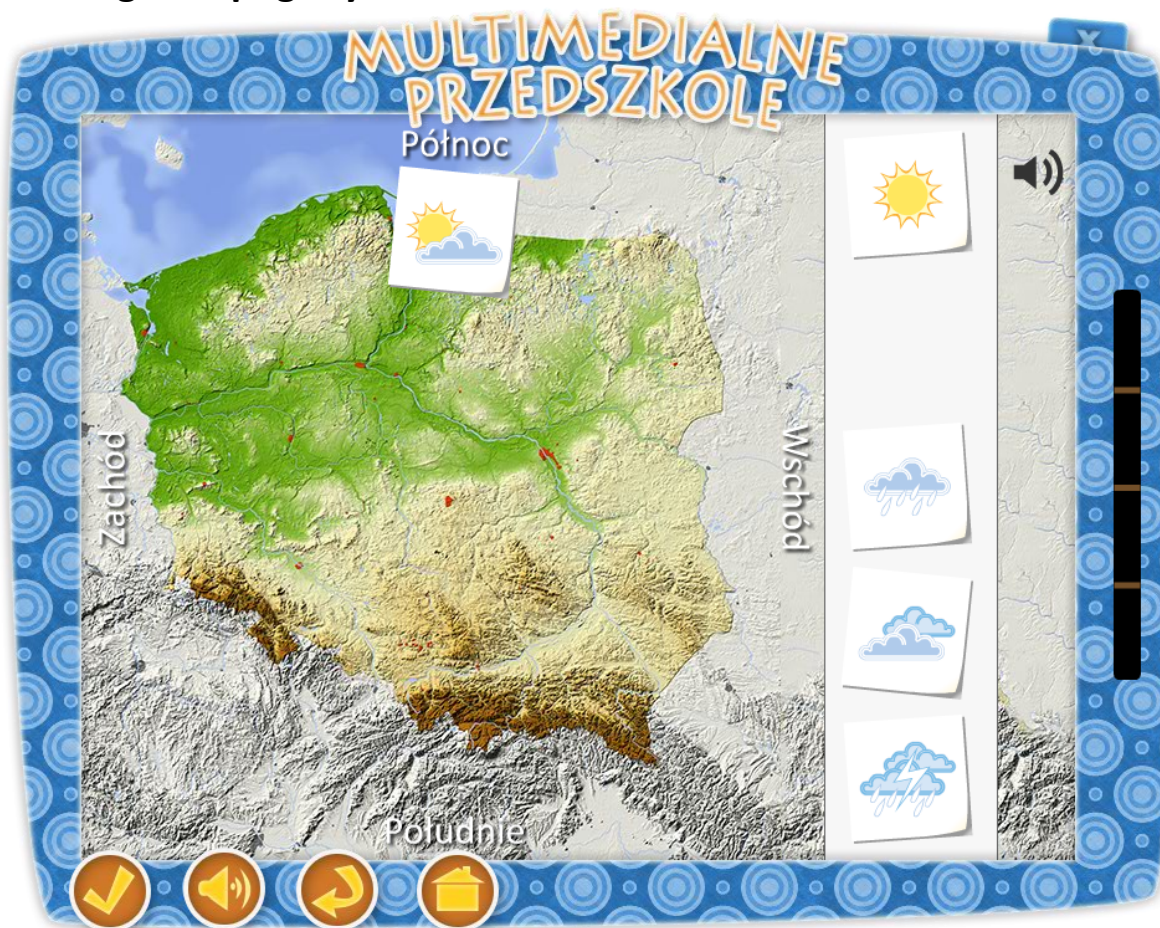 MULTIMEDIALNE
PRZEDSZKOLE
X
Północ
Zachód
Wschód
Południe